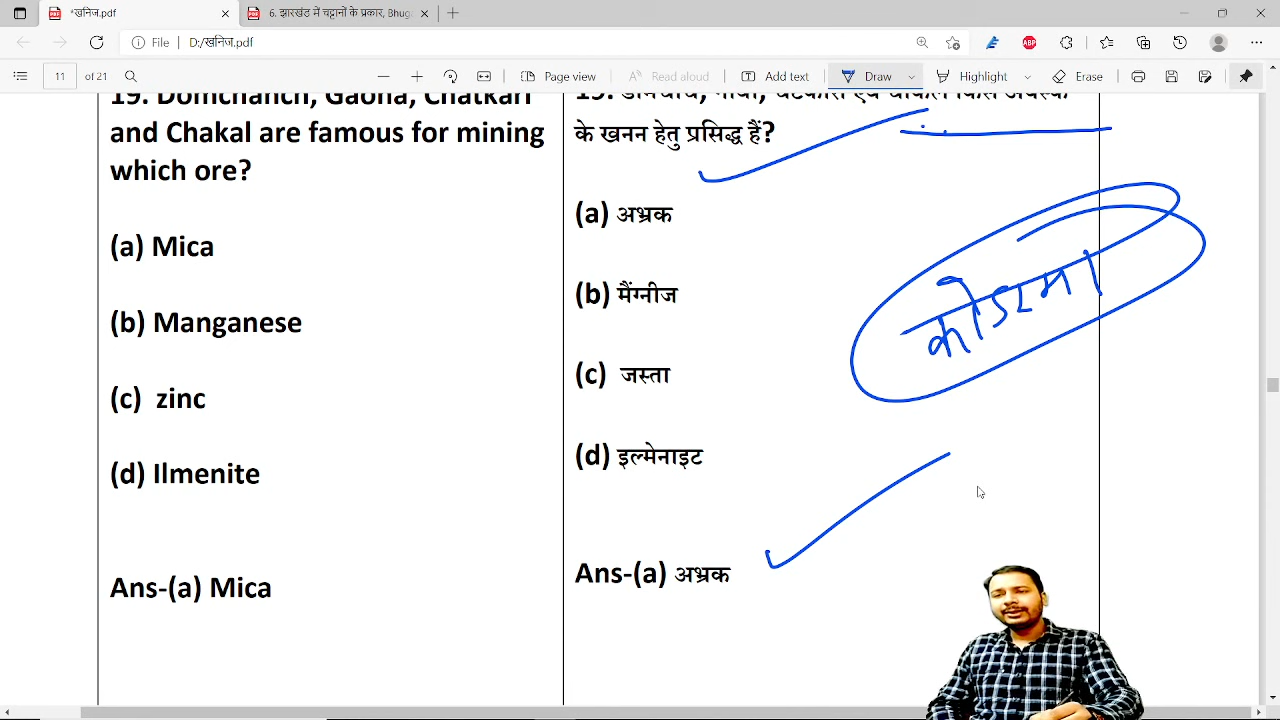 *खनिज.pdf
6. झारखंड में चट्टानों के प्रकार, Bhug
File D:/खनिज.pdf
11 of 21
Page view
Read aloud
Add text
Draw
Highlight
Erase
19. Domchanch, Gaona, Chatkari
and Chakal are famous for mining
which ore?
(a) Mica
(b) Manganese
(c) zinc
(d) Ilmenite
Ans-(a) Mica
के खनन हेतु प्रसिद्ध हैं?
(a) अभ्रक
(b) मैंग्नीज
(c) जस्ता
(d) इल्मेनाइट
Ans-(a) अभ्रक
कोडरमा